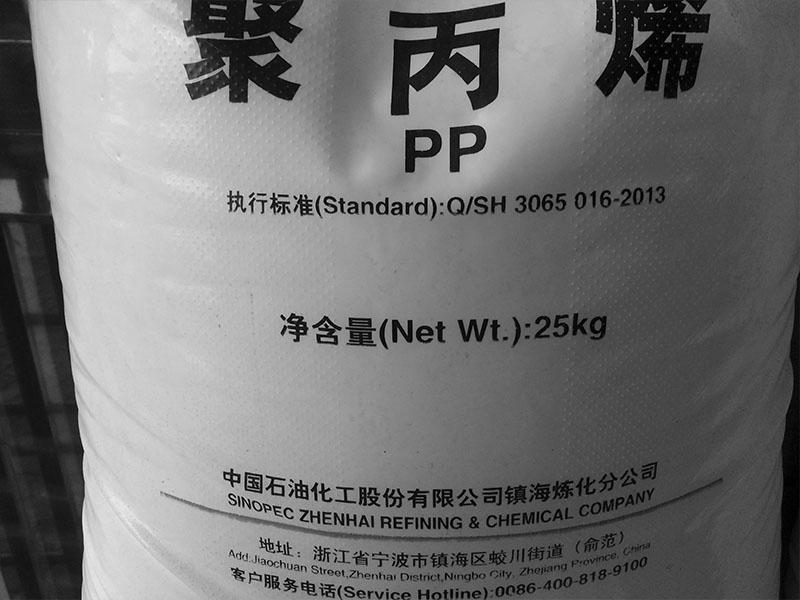 聚丙烯
PP
执行标准(Standard):Q/SH 3065 016-2013
净含量(Net Wt.):25kg
中国石油化工股份有限公司镇海炼化分公司
SINOPEC ZHENHAI REFINING & CHEMICAL COMPANY
地址：浙江省宁波市镇海区蛟川街道（俞范）
Add:Jiaochuan Street,Zhenhai District,Ningbo City, Zhejiang Province, China
客户服务电话(Service Hotline):0086-400-818-9100